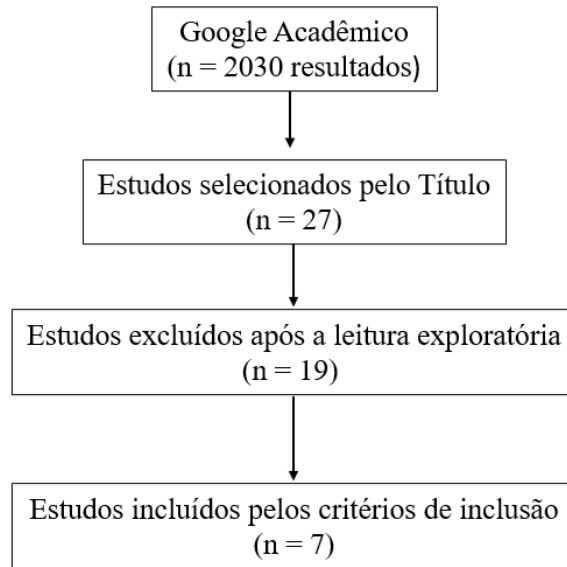 Google Acadêmico
(n = 2030 resultados)
Estudos selecionados pelo Título
(n = 27)
Estudos excluídos após a leitura exploratória
(n = 19)
Estudos incluídos pelos critérios de inclusão
(n = 7)